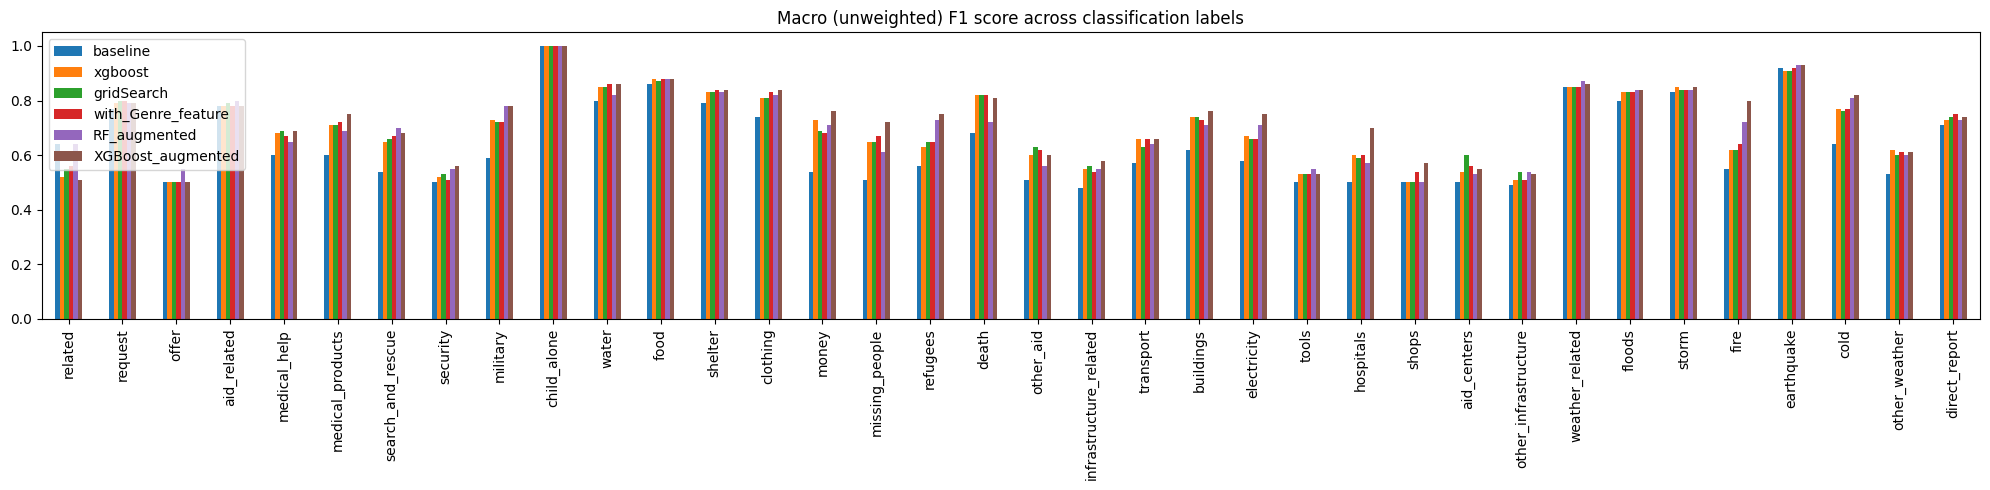 Macro (unweighted) F1 score across classification labels
baseline
xgboost
gridSearch
with_Genre_feature
RF_augmented
XGBoost_augmented
1.0
0.8
0.6
0.4
0.2
0.0
related
request
offer
aid_related
medical_help
medical_products
search_and_rescue
security
military
child_alone
water
food
shelter
clothing
money
missing_people
refugees
death
other_aid
infrastructure_related
transport
buildings
electricity
tools
hospitals
shops
aid_centers
other_infrastructure
weather_related
floods
storm
fire
earthquake
cold
other_weather
direct_report